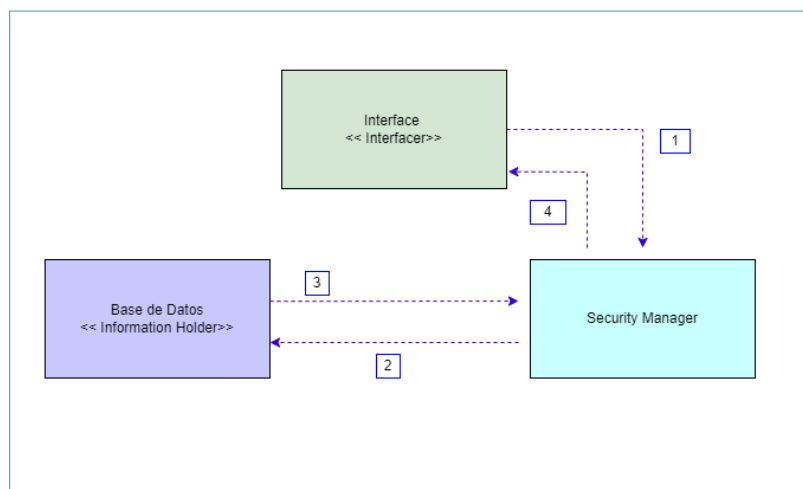 Interface
<< Interfacer>>
1
4
Base de Datos
<< Information Holder>>
3
Security Manager
2